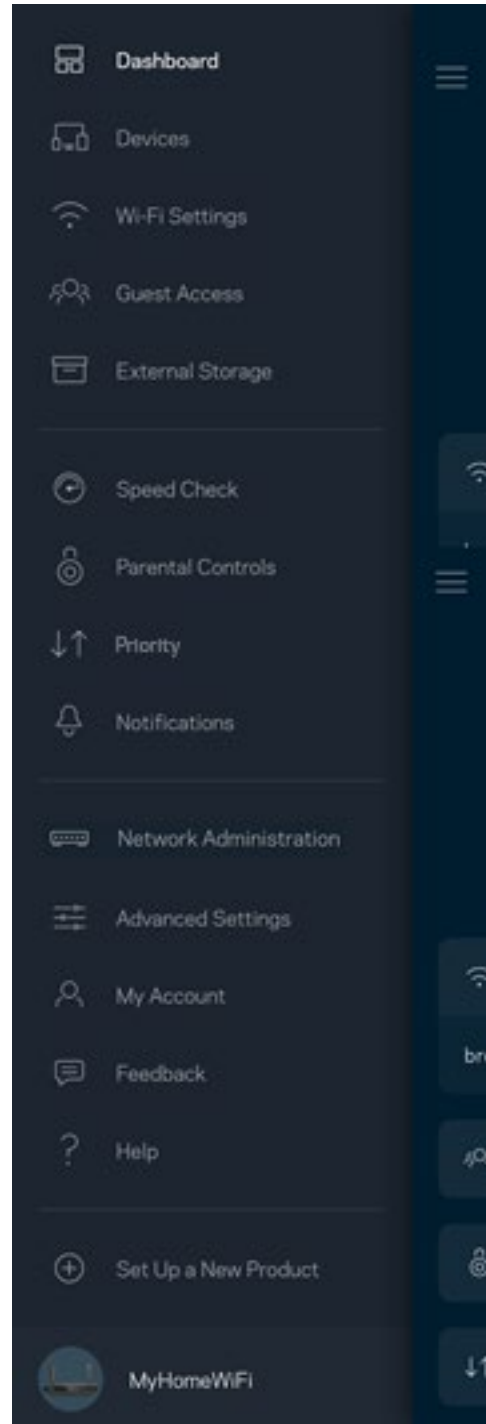 Dashboard
Devices
Wi-Fi Settings
Guest Access
External Storage
Speed Check
Parental Controls
Priority
Notifications
Network Administration
Advanced Settings
My Account
Feedback
Help
Set Up a New Product
MyHomeWiFi